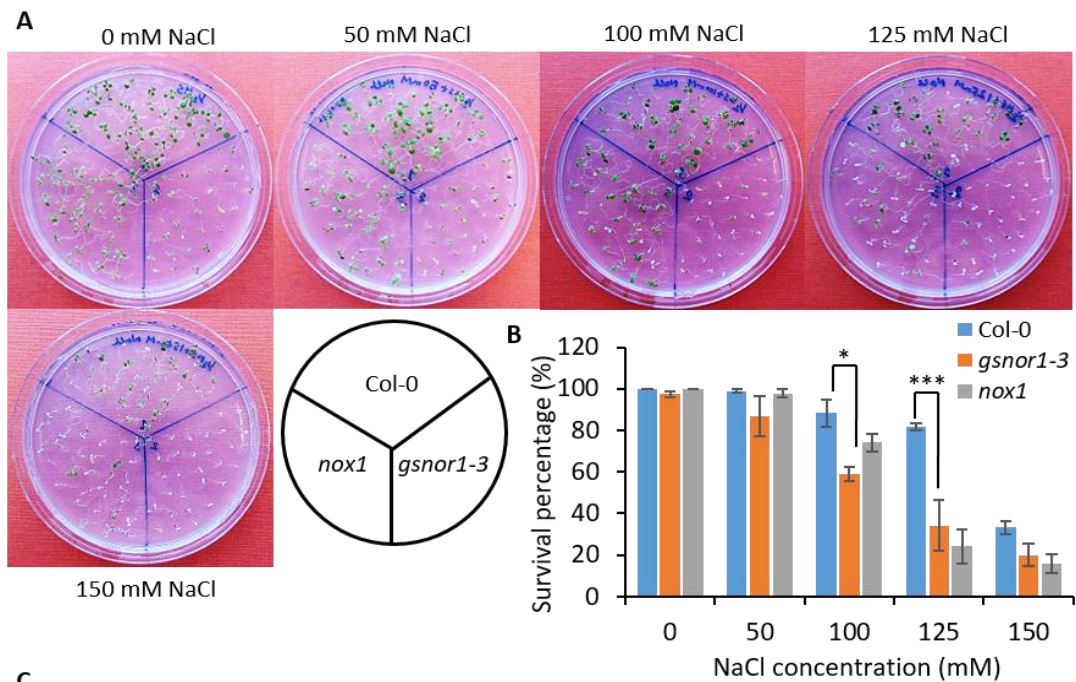 A
0 mM NaCl
50 mM NaCl
100 mM NaCl
125 mM NaCl
150 mM NaCl
Col-0
nox1
gsnor1-3
B
Col-0
gsnor1-3
nox1
Survival percentage (%)
120
100
80
60
40
20
0
*
***
0 50 100 125 150
NaCl concentration (mM)